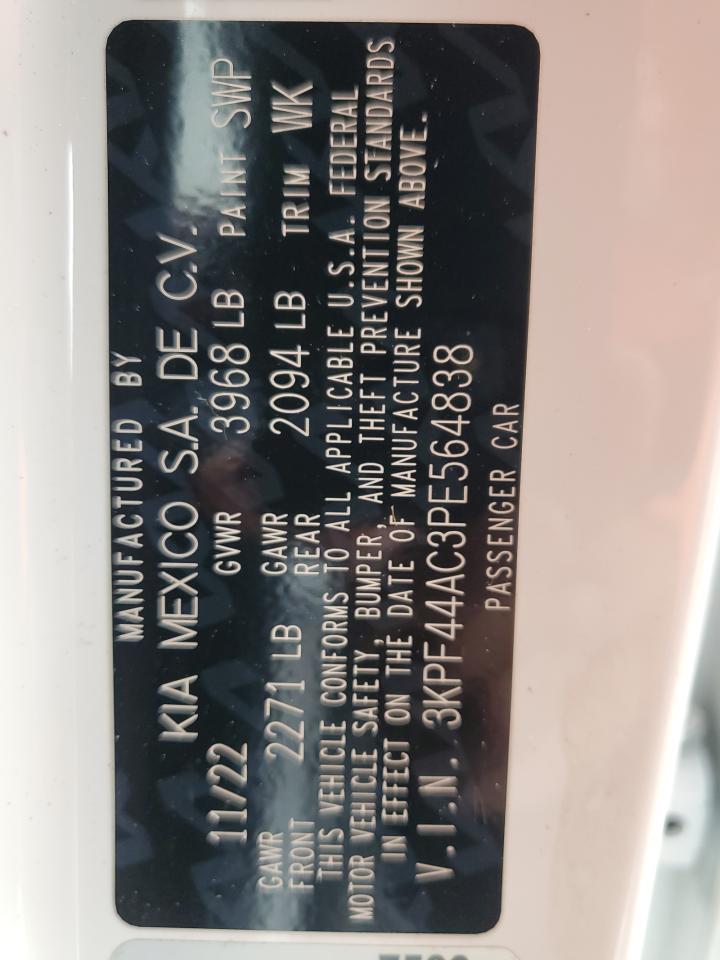 MANUFACTURED BY
KIA MEXICO S.A. DE C.V.
11/22 GVWR 3968 LB PAINT SWP
GAWR FRONT 2271 LB GAWR REAR 2094 LB TRIM WK
THIS VEHICLE CONFORMS TO ALL APPLICABLE U.S.A. FEDERAL
MOTOR VEHICLE SAFETY, BUMPER, AND THEFT PREVENTION STANDARDS
IN EFFECT ON THE DATE OF MANUFACTURE SHOWN ABOVE.
V.I.N. 3KPF44AC3PE564838
PASSENGER CAR